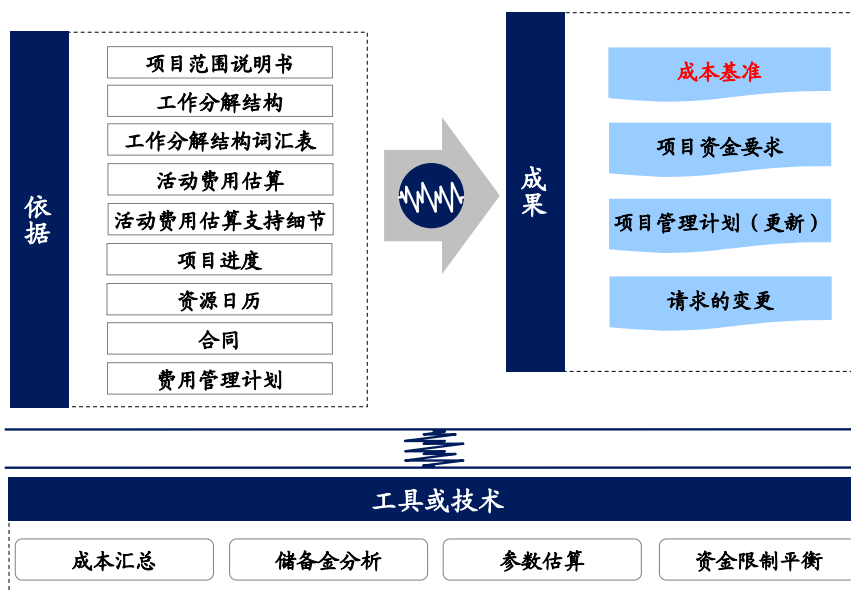 依据
项目范围说明书
工作分解结构
工作分解结构词汇表
活动费用估算
活动费用估算支持细节
项目进度
资源日历
合同
费用管理计划
成果
成本基准
项目资金要求
项目管理计划（更新）
请求的变更
工具或技术
成本汇总
储备金分析
参数估算
资金限制平衡